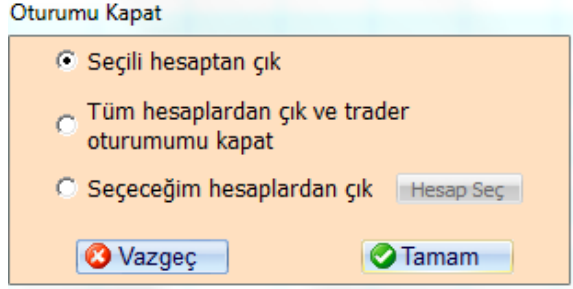 Oturumu Kapat
Seçili hesaptan çık
Tüm hesaplardan çık ve trader
oturumumu kapat
Seçeceğim hesaplardan çık Hesap Seç
Vazgeç Tamam